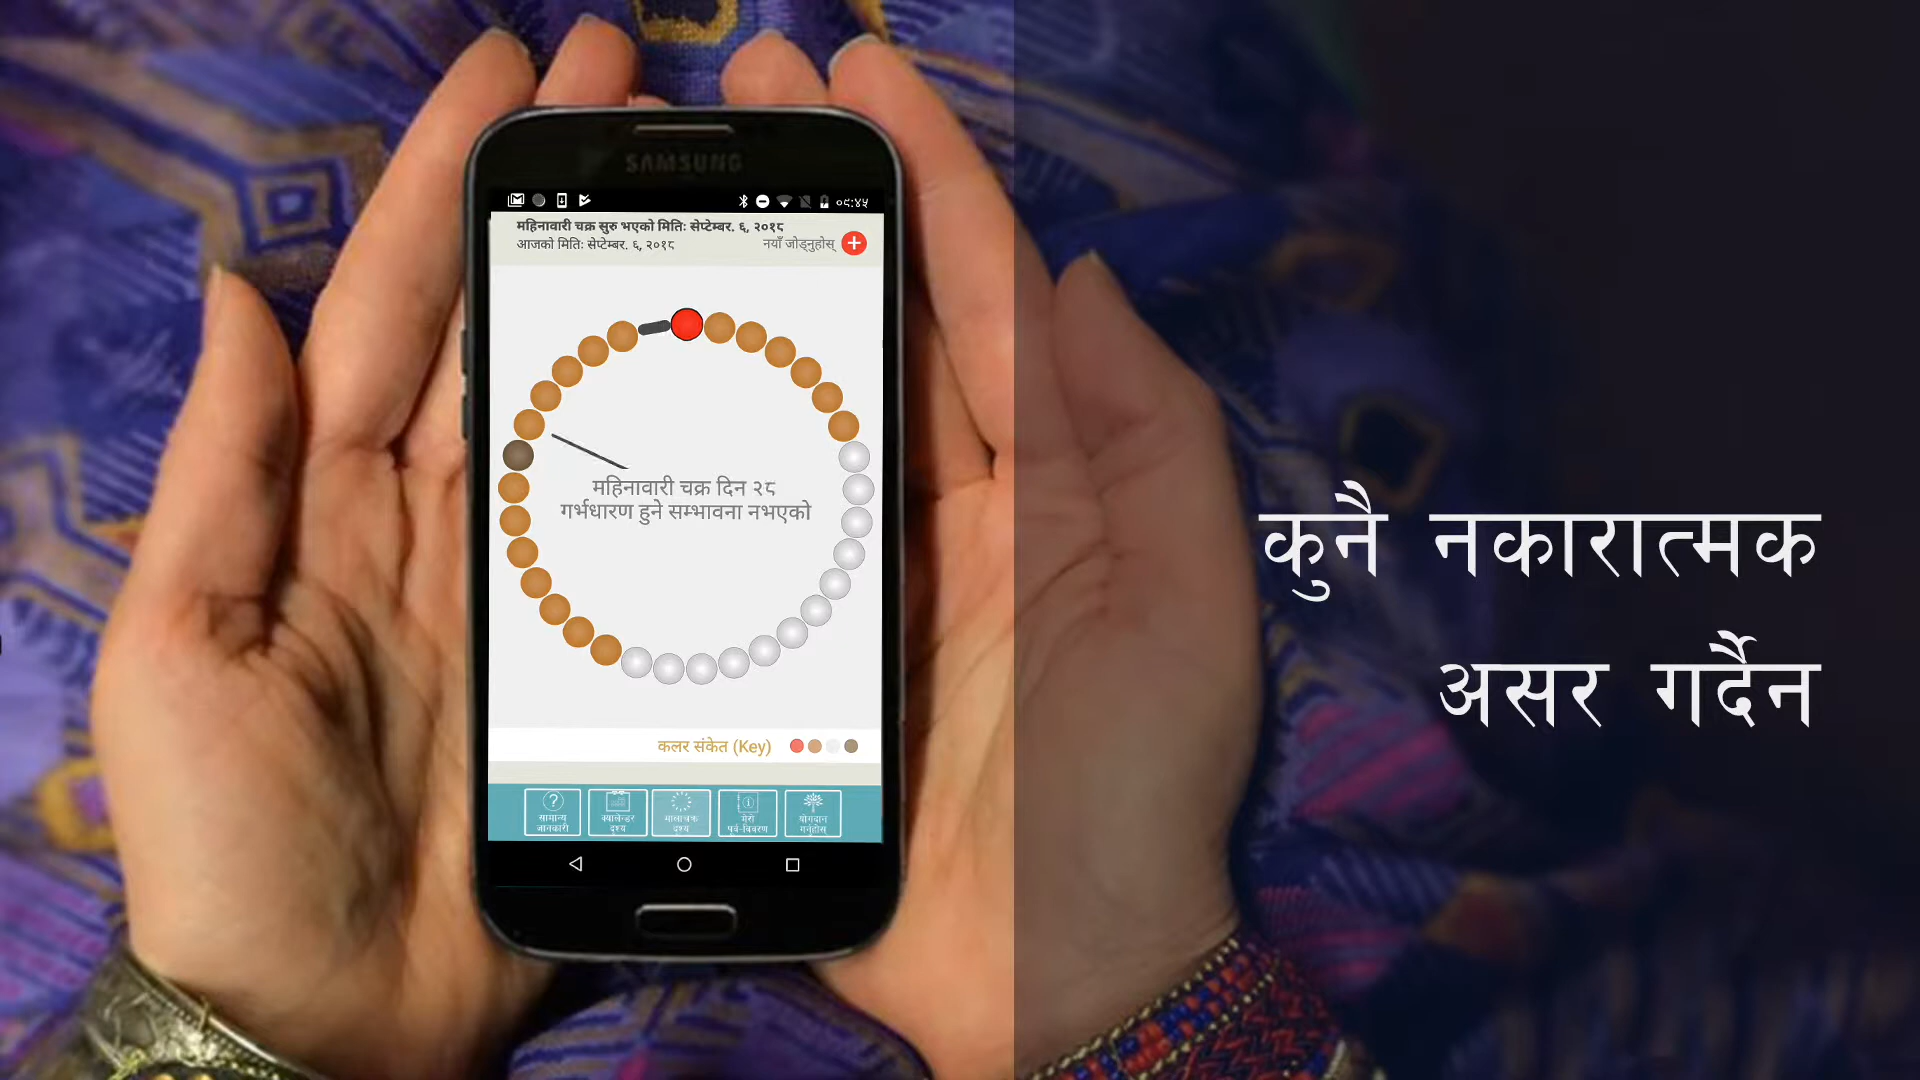 SAMSUNG
०९:४५
महिनावारी चक्र सुरु भएको मितिः सेप्टेम्बर. ६, २०१८
आजको मितिः सेप्टेम्बर. ६, २०१८
नयाँ जोड्नुहोस्
महिनावारी चक्र दिन २८
गर्भधारण हुने सम्भावना नभएको
कलर संकेत (Key)
सामान्य
जानकारी
क्यालेन्डर
दृश्य
मालाचक्र
दृश्य
मेरो
पूर्व-विवरण
योगदान
गर्नुहोस्
कुनै नकारात्मक
असर गर्दैन